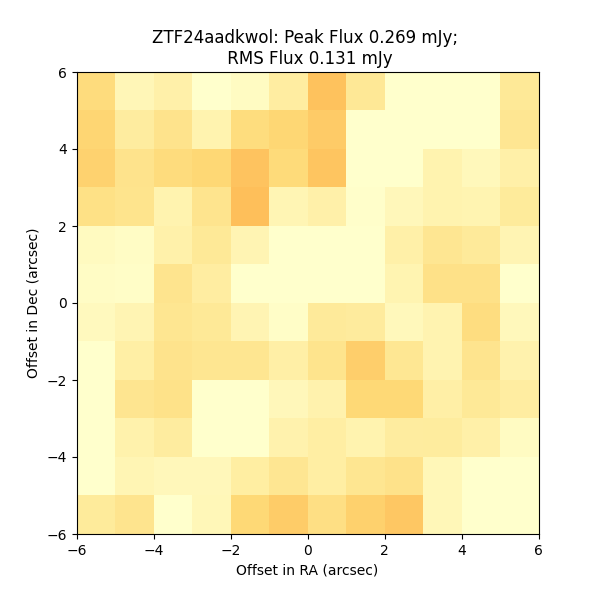 ZTF24aadkwol: Peak Flux 0.269 mJy;
RMS Flux 0.131 mJy
6
4
2
0
−2
−4
−6
Offset in Dec (arcsec)
−6 −4 −2 0 2 4 6
Offset in RA (arcsec)